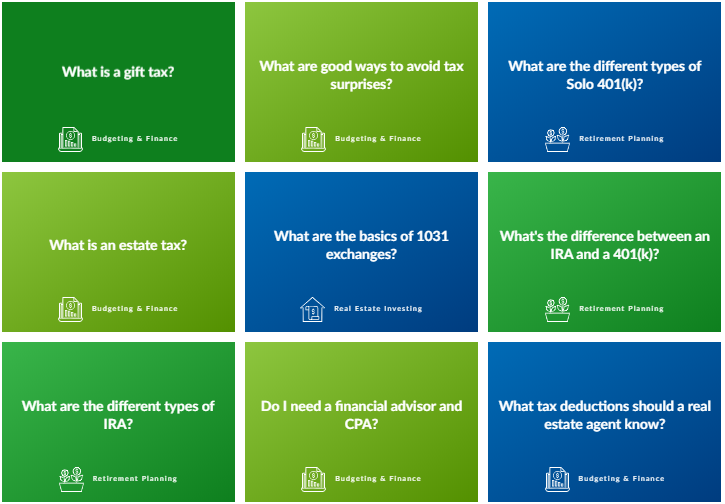 What is a gift tax?
Budgeting & Finance
What are good ways to avoid tax
surprises?
Budgeting & Finance
What are the different types of
Solo 401(k)?
Retirement Planning
What is an estate tax?
Budgeting & Finance
What are the basics of 1031
exchanges?
Real Estate Investing
What's the difference between an
IRA and a 401(k)?
Retirement Planning
What are the different types of
IRA?
Retirement Planning
Do I need a financial advisor and
CPA?
Budgeting & Finance
What tax deductions should a real
estate agent know?
Budgeting & Finance